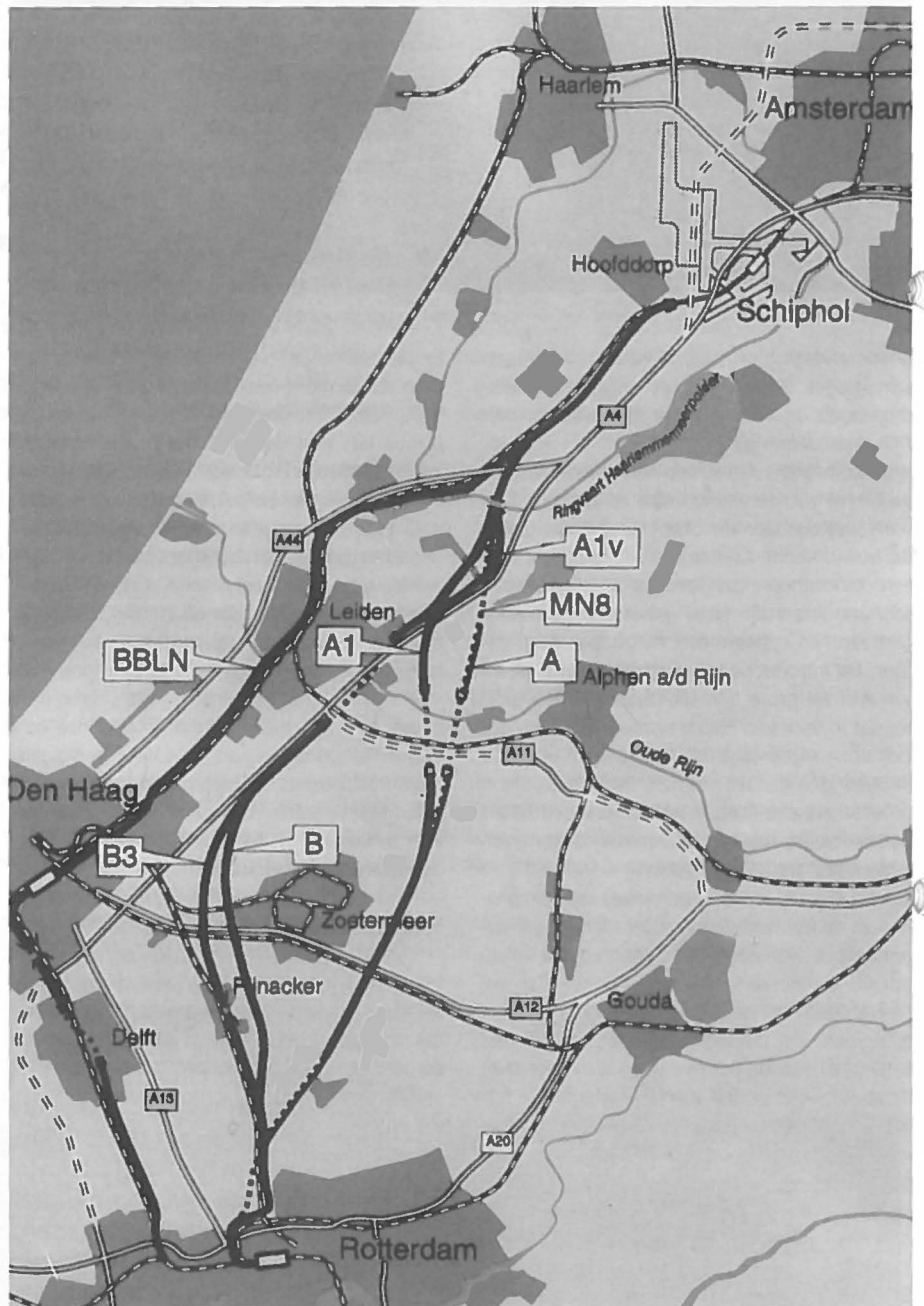 Haarlem
Amsterdam
Hoofddorp
Schiphol
A4
Ringvaart Haarlemmermeerpolder
A44
A1v
Leiden
MN8
A1
BBLN
A
Alphen a/d Rijn
A11
Oude Rijn
Den Haag
B3
B
Zoetermeer
Pijnacker
A12
Gouda
Delft
A13
A20
Rotterdam